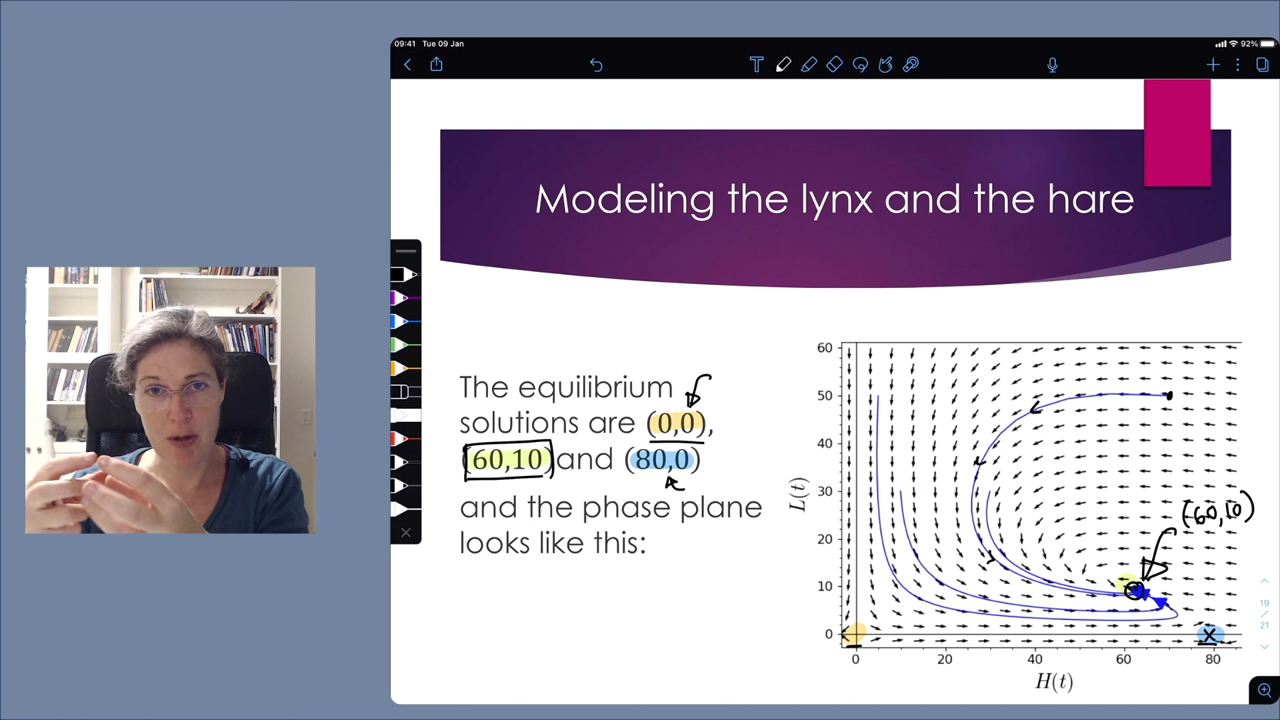 09:41 Tue 09 Jan
92%
Modeling the lynx and the hare
The equilibrium
solutions are (0,0),
(60,10) and (80,0)
and the phase plane
looks like this:
60
50
40
30
20
10
0
L(t)
(60,10)
x
0 20 40 60 80
H(t)
19
/
21